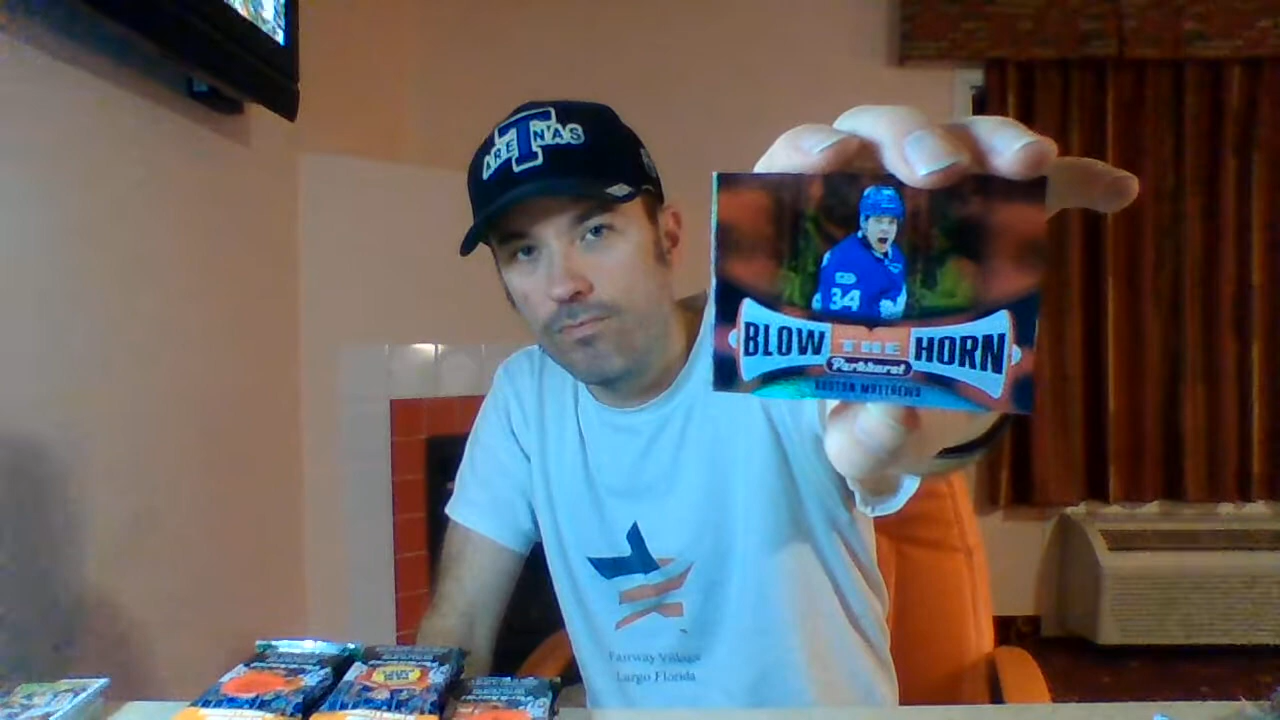 T
ARENAS
34
BLOW THE HORN
Parkhurst
AUSTON MATTHEWS
Fairway Village
Largo Florida